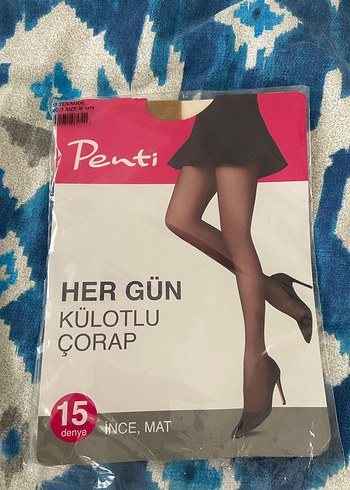 Penti
HER GÜN
KÜLOTLU
ÇORAP
15
denye
İNCE, MAT